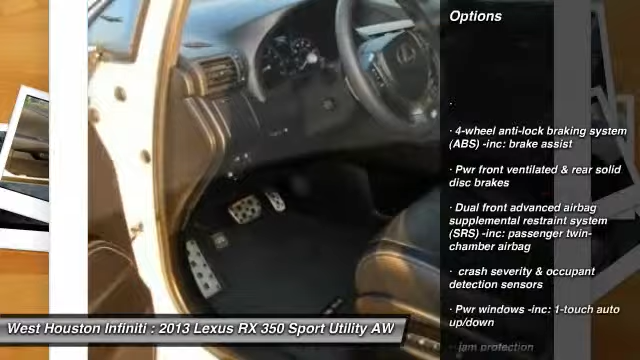 Options
·
· 4-wheel anti-lock braking system
(ABS) -inc: brake assist
· Pwr front ventilated & rear solid
disc brakes
· Dual front advanced airbag
supplemental restraint system
(SRS) -inc: passenger twin-
chamber airbag
· crash severity & occupant
detection sensors
· Pwr windows -inc: 1-touch auto
up/down
· jam protection
West Houston Infiniti : 2013 Lexus RX 350 Sport Utility AW